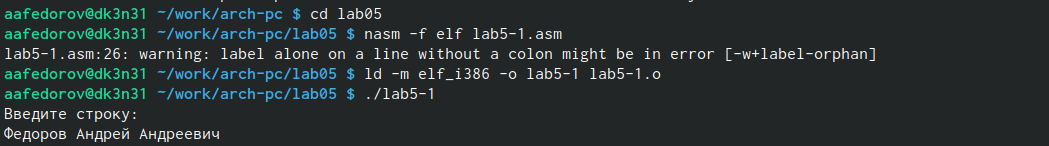 aafedorov@dk3n31 ~/work/arch-pc $ cd lab05
aafedorov@dk3n31 ~/work/arch-pc/lab05 $ nasm -f elf lab5-1.asm
lab5-1.asm:26: warning: label alone on a line without a colon might be in error [-w+label-orphan]
aafedorov@dk3n31 ~/work/arch-pc/lab05 $ ld -m elf_i386 -o lab5-1 lab5-1.o
aafedorov@dk3n31 ~/work/arch-pc/lab05 $ ./lab5-1
Введите строку:
Федоров Андрей Андреевич